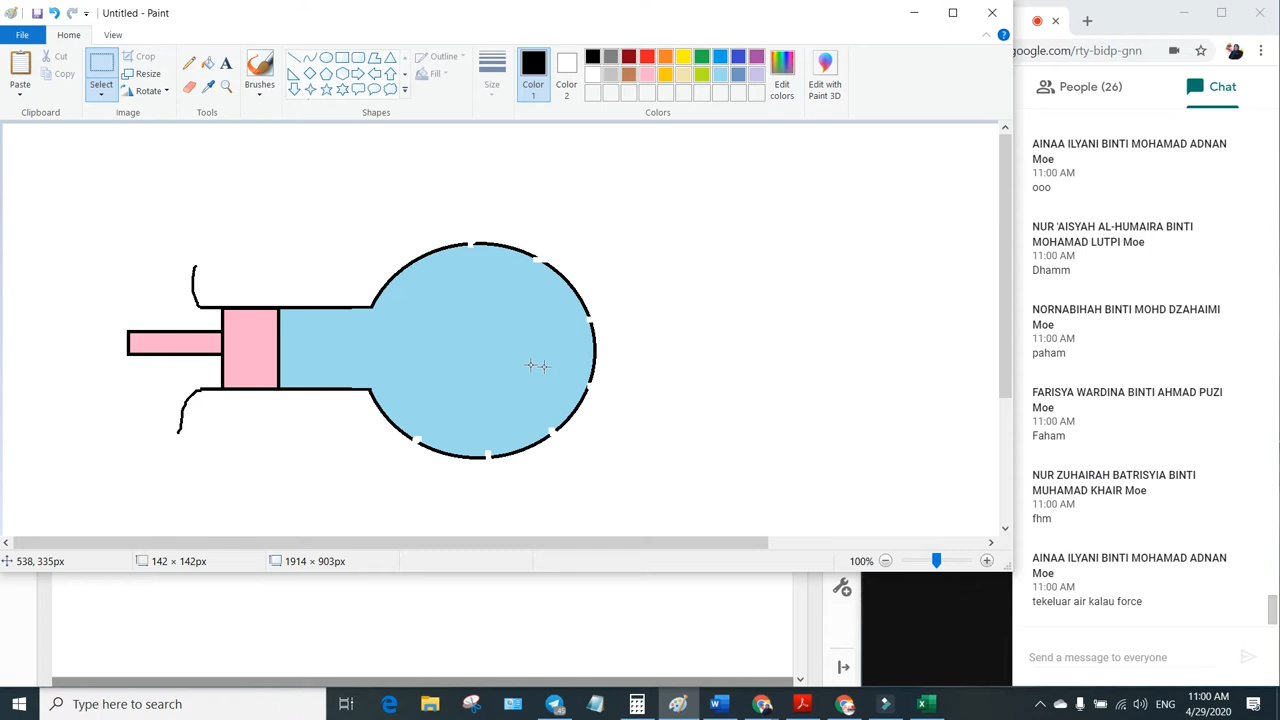 Untitled - Paint
File
Home
View
Paste
Cut
Copy
Clipboard
Select
Crop
Resize
Rotate
Image
A
Tools
Brushes
Shapes
Outline
Fill
Size
Color
1
Color
2
Edit
colors
Edit with
Paint 3D
Colors
538, 335px
142 × 142px
1914 × 903px
100%
google.com/rty-bidp-gnn
People (26)
Chat
AINAA ILYANI BINTI MOHAMAD ADNAN
Moe
11:00 AM
ooo
NUR 'AISYAH AL-HUMAIRA BINTI
MOHAMAD LUTPI Moe
11:00 AM
Dhamm
NORNABIHAH BINTI MOHD DZAHAIMI
Moe
11:00 AM
paham
FARISYA WARDINA BINTI AHMAD PUZI
Moe
11:00 AM
Faham
NUR ZUHAIRAH BATRISYIA BINTI
MUHAMAD KHAIR Moe
11:00 AM
fhm
AINAA ILYANI BINTI MOHAMAD ADNAN
Moe
11:00 AM
tekeluar air kalau force
Send a message to everyone
Type here to search
ENG
11:00 AM
4/29/2020